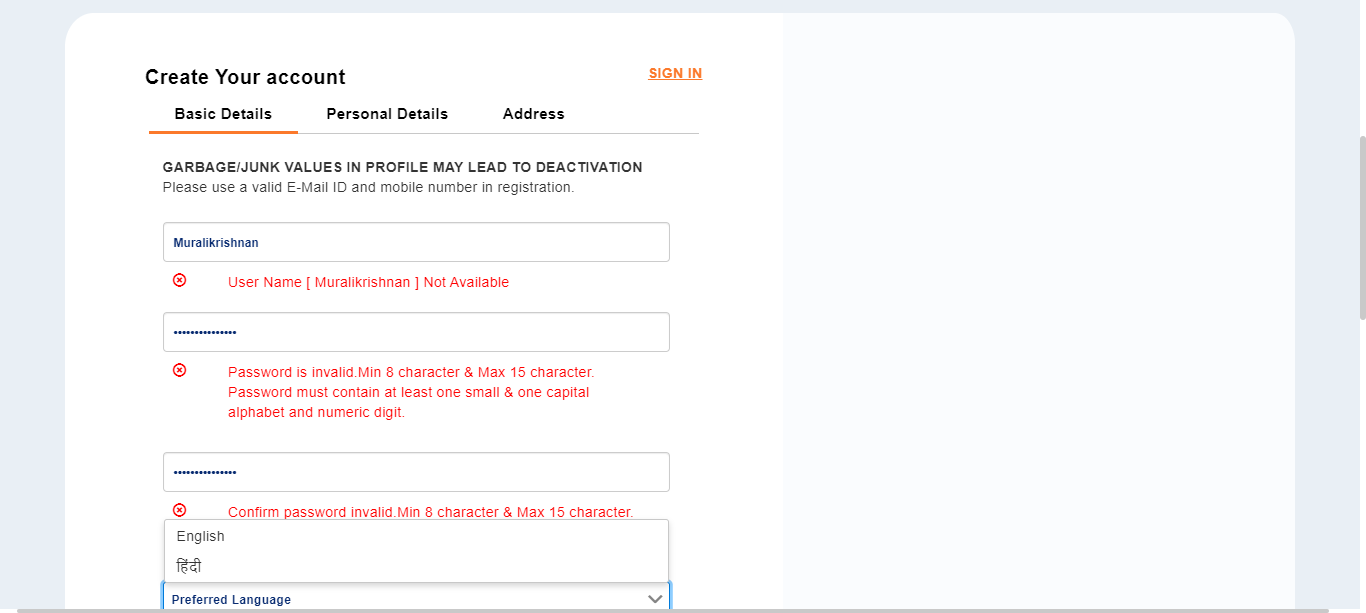 Create Your account
SIGN IN
Basic Details
Personal Details
Address
GARBAGE/JUNK VALUES IN PROFILE MAY LEAD TO DEACTIVATION
Please use a valid E-Mail ID and mobile number in registration.
Muralikrishnan
User Name [ Muralikrishnan ] Not Available
•••••••••••••••
Password is invalid.Min 8 character & Max 15 character.
Password must contain at least one small & one capital
alphabet and numeric digit.
•••••••••••••••
Confirm password invalid.Min 8 character & Max 15 character.
English
हिंदी
Preferred Language